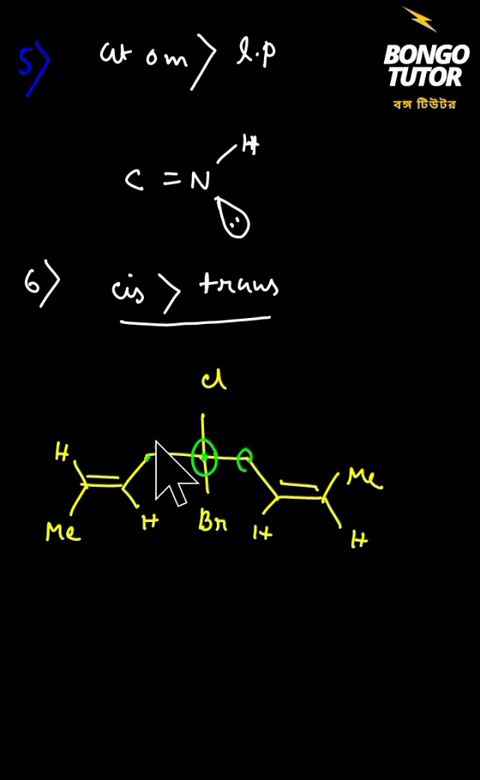 5) atom > l.p
BONGO
TUTOR
বঙ্গ টিউটর
H
C = N
6) cis > trans
Cl
H
Me
Me
H
Br
H
H